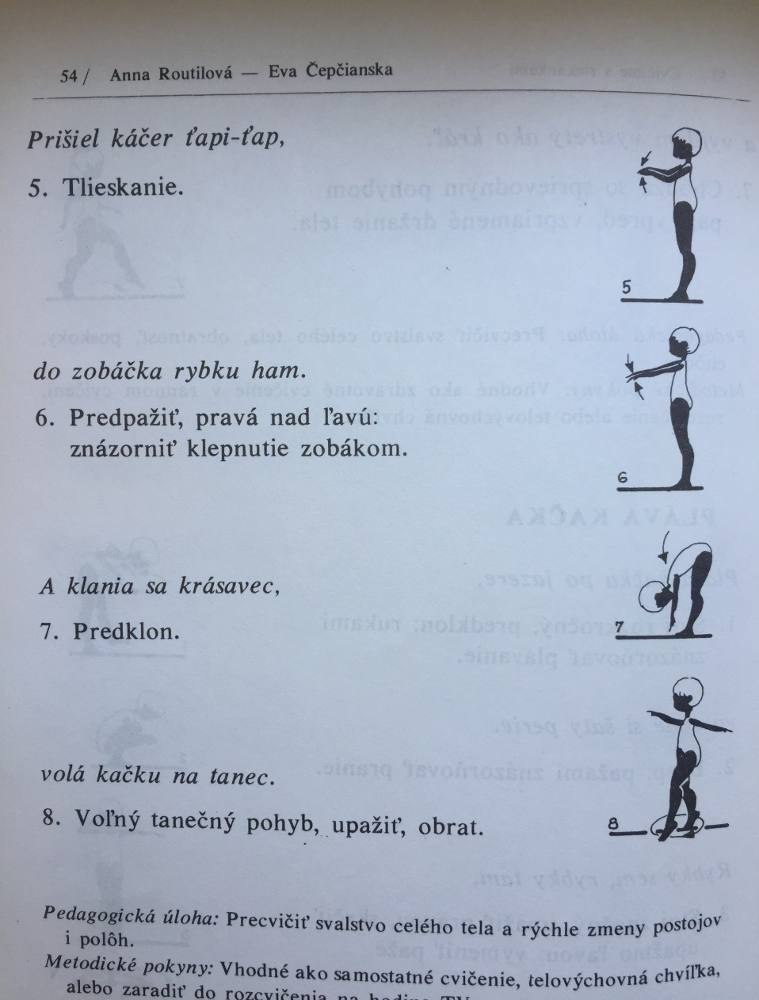 54 / Anna Routilová — Eva Čepčianska
Prišiel káčer ťapi-ťap,
5. Tlieskanie.
5
do zobáčka rybku ham.
6. Predpažiť, pravá nad ľavú:
znázorniť klepnutie zobákom.
6
A klania sa krásavec,
7. Predklon.
7
volá kačku na tanec.
8. Voľný tanečný pohyb, upažiť, obrat.
8
Pedagogická úloha: Precvičiť svalstvo celého tela a rýchle zmeny postojov
i polôh.
Metodické pokyny: Vhodné ako samostatné cvičenie, telovýchovná chvíľka,
alebo zaradiť do rozcvičenia na hodine TV.